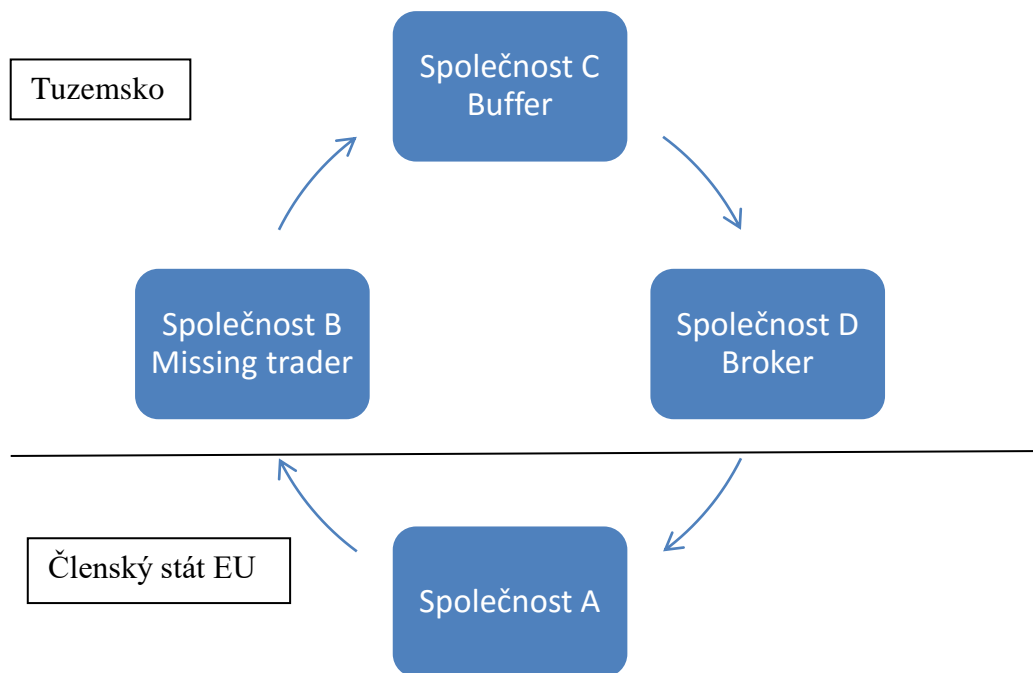 Tuzemsko
Společnost C
Buffer
Společnost B
Missing trader
Společnost D
Broker
Členský stát EU
Společnost A